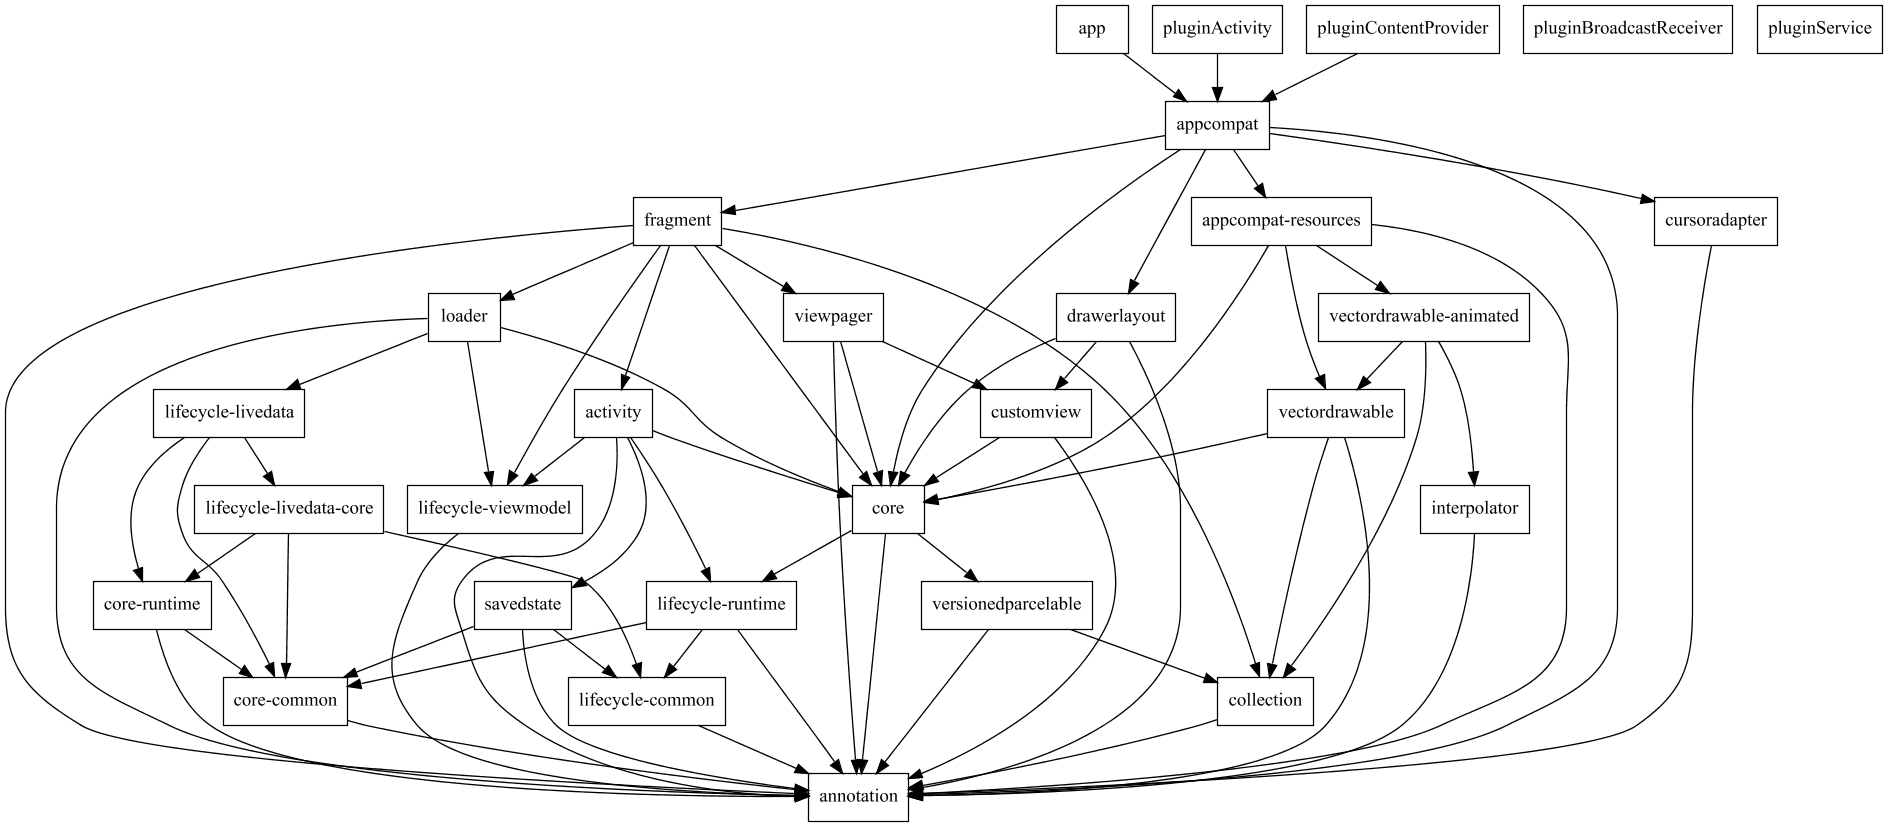 app
pluginActivity
pluginContentProvider
pluginBroadcastReceiver
pluginService
appcompat
fragment
appcompat-resources
cursoradapter
loader
viewpager
drawerlayout
vectordrawable-animated
lifecycle-livedata
activity
customview
vectordrawable
lifecycle-livedata-core
lifecycle-viewmodel
core
interpolator
core-runtime
savedstate
lifecycle-runtime
versionedparcelable
core-common
lifecycle-common
collection
annotation